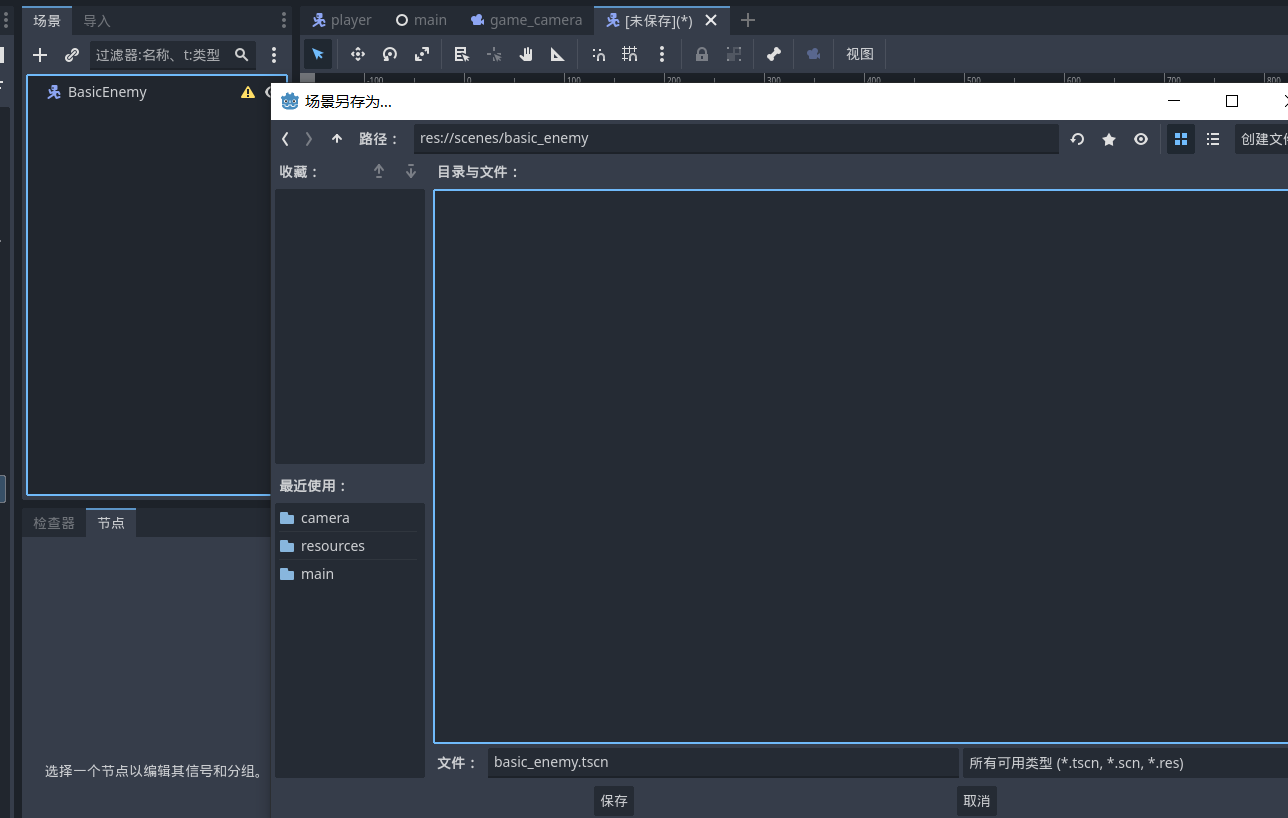 场景 导入
player main game_camera [未保存](*)
过滤器:名称、t:类型
视图
-100 0 100 200 300 400 500 600 700 800
BasicEnemy
场景另存为...
路径： res://scenes/basic_enemy
创建文件
收藏：
目录与文件：
最近使用：
camera
resources
main
检查器 节点
选择一个节点以编辑其信号和分组。
文件： basic_enemy.tscn
所有可用类型 (*.tscn, *.scn, *.res)
保存 取消